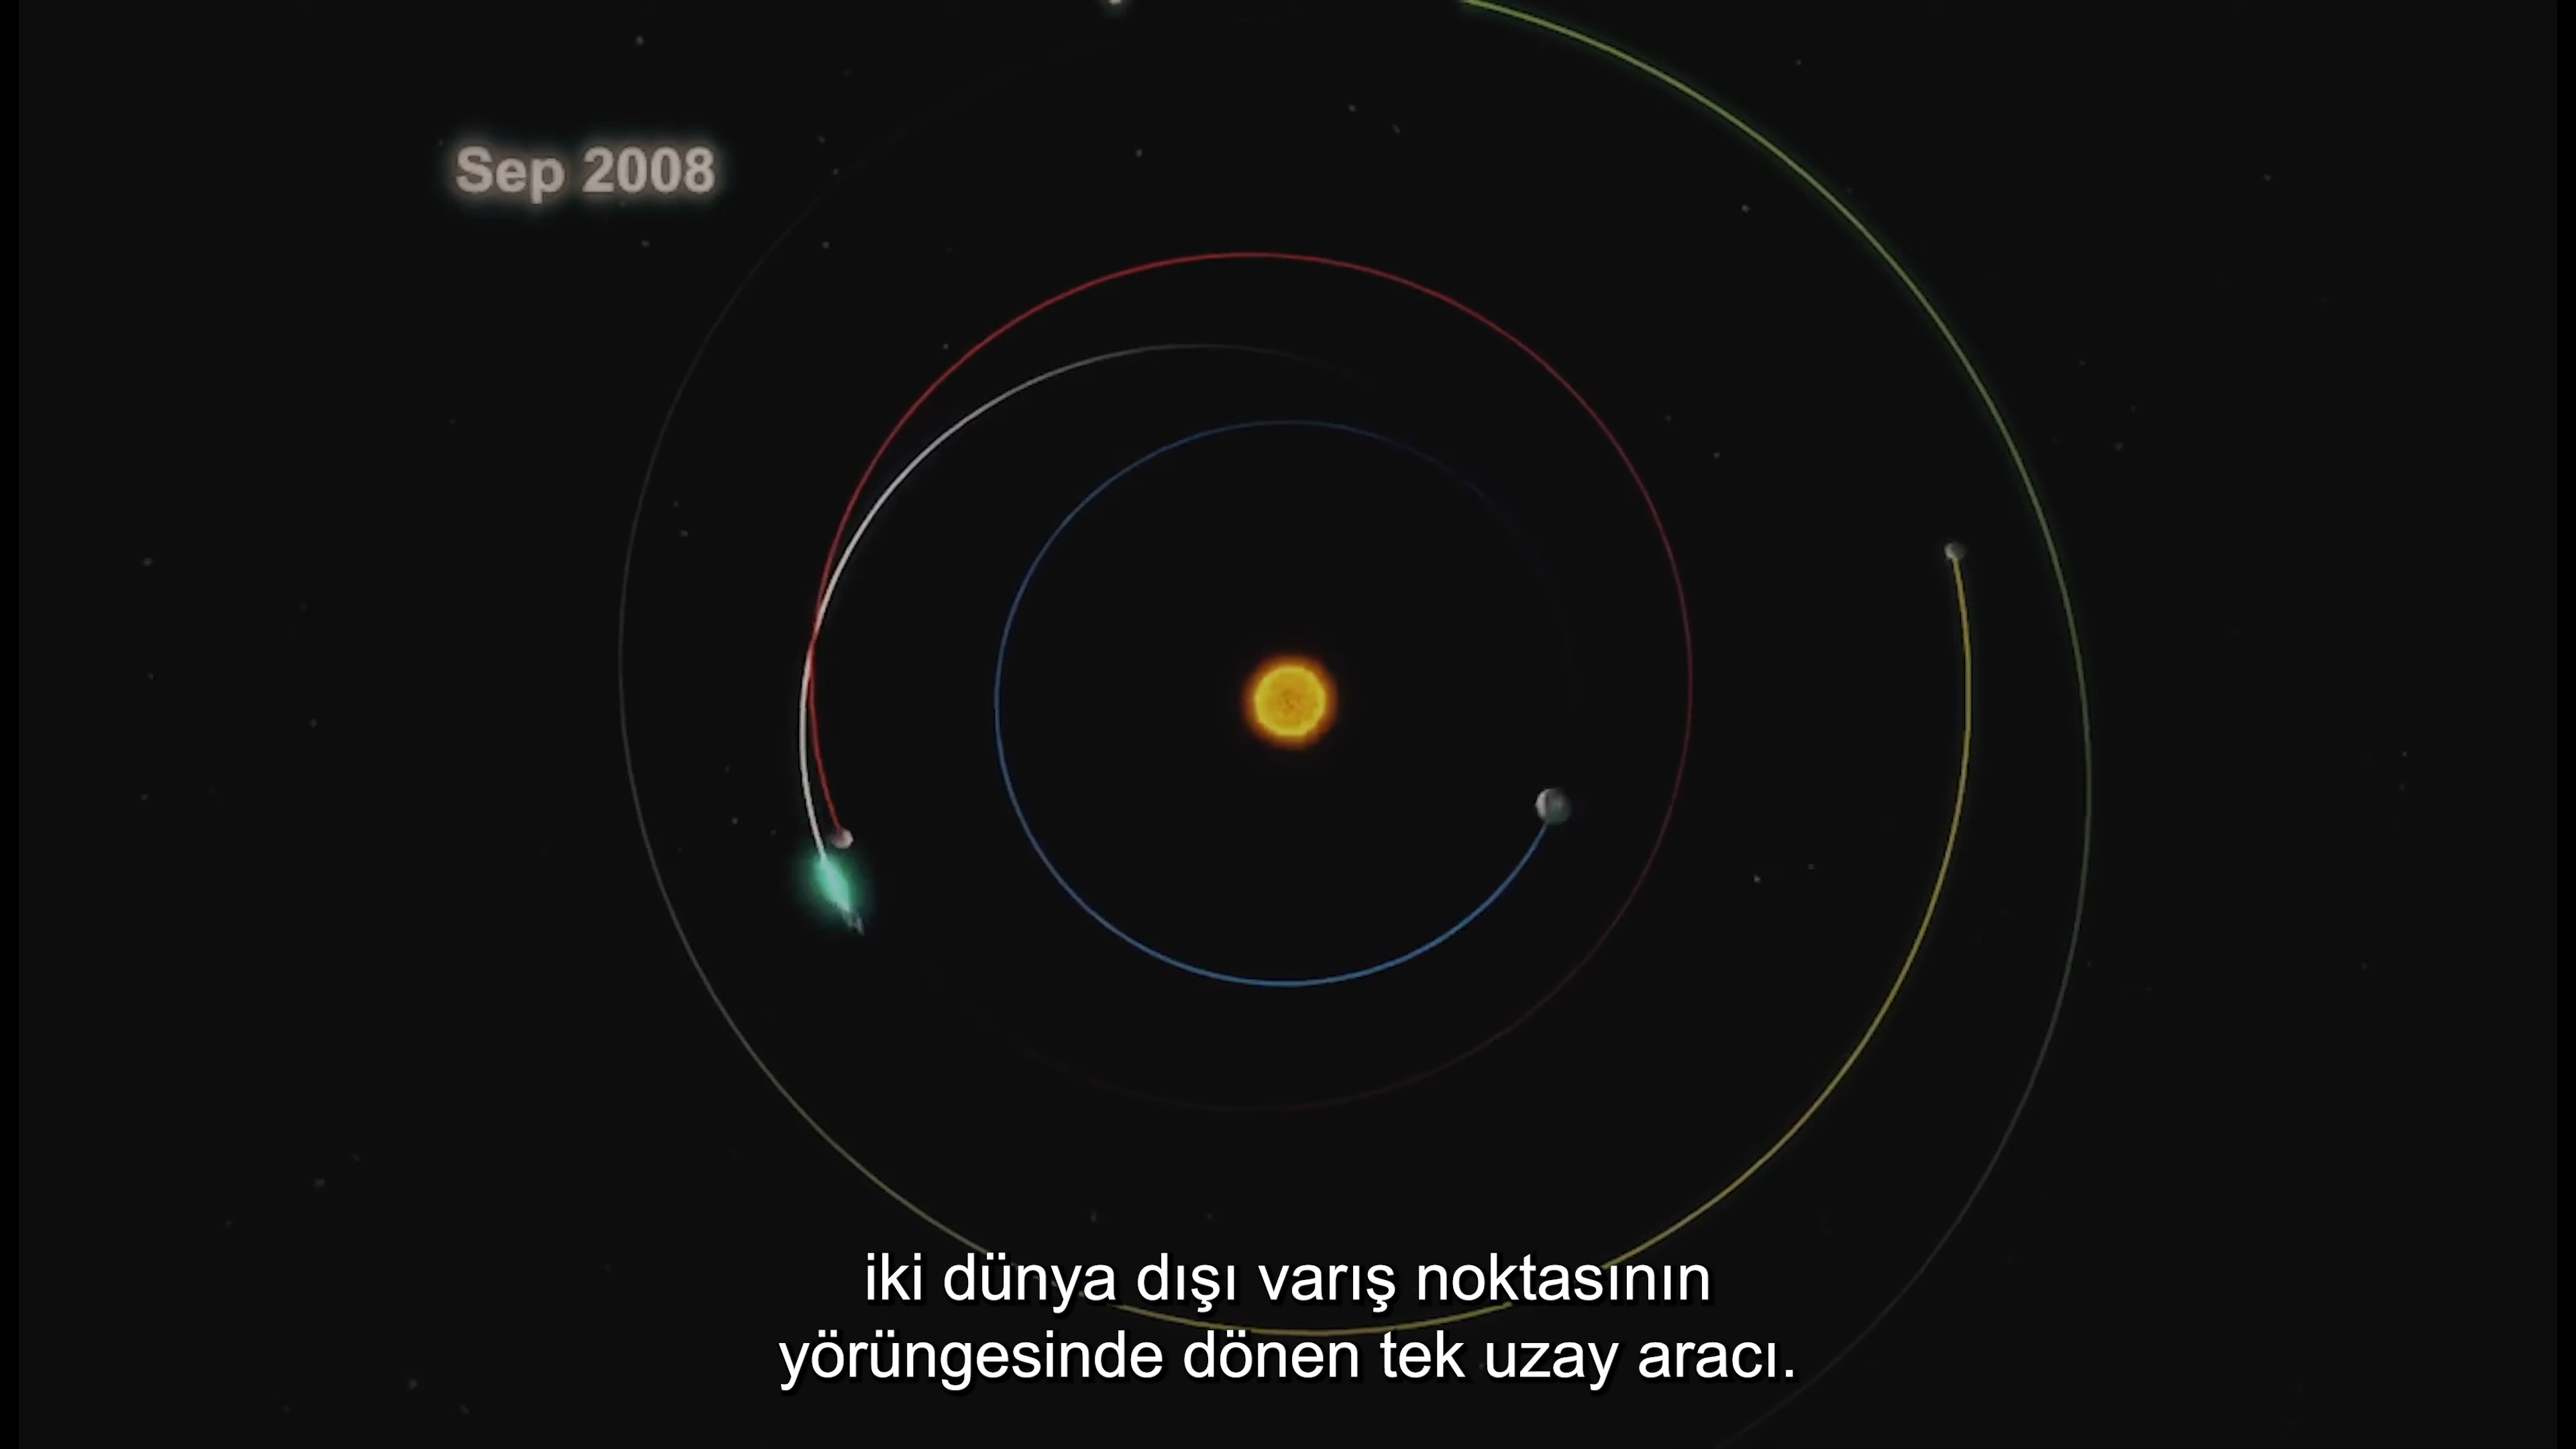 Sep 2008
iki dünya dışı varış noktasının
yörüngesinde dönen tek uzay aracı.